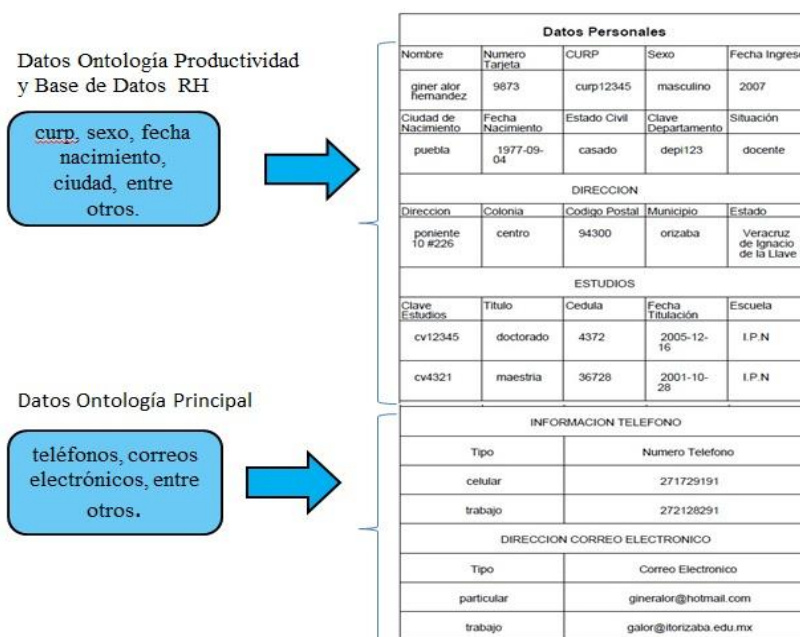 Datos Ontología Productividad
y Base de Datos RH
curp, sexo, fecha
nacimiento,
ciudad, entre
otros.
Datos Ontología Principal
teléfonos, correos
electrónicos, entre
otros.
Datos Personales
Nombre Numero Tarjeta CURP Sexo Fecha Ingreso
giner alor hernandez 9873 curp12345 masculino 2007
Ciudad de Nacimiento Fecha Nacimiento Estado Civil Clave Departamento Situación
puebla 1977-09-04 casado depi123 docente
DIRECCION
Direccion Colonia Codigo Postal Municipio Estado
poniente 10 #226 centro 94300 orizaba Veracruz de Ignacio de la Llave
ESTUDIOS
Clave Estudios Titulo Cedula Fecha Titulación Escuela
cv12345 doctorado 4372 2005-12-16 I.P.N
cv4321 maestria 36728 2001-10-28 I.P.N
INFORMACION TELEFONO
Tipo Numero Telefono
celular 271729191
trabajo 272128291
DIRECCION CORREO ELECTRONICO
Tipo Correo Electronico
particular gineralor@hotmail.com
trabajo galor@itorizaba.edu.mx